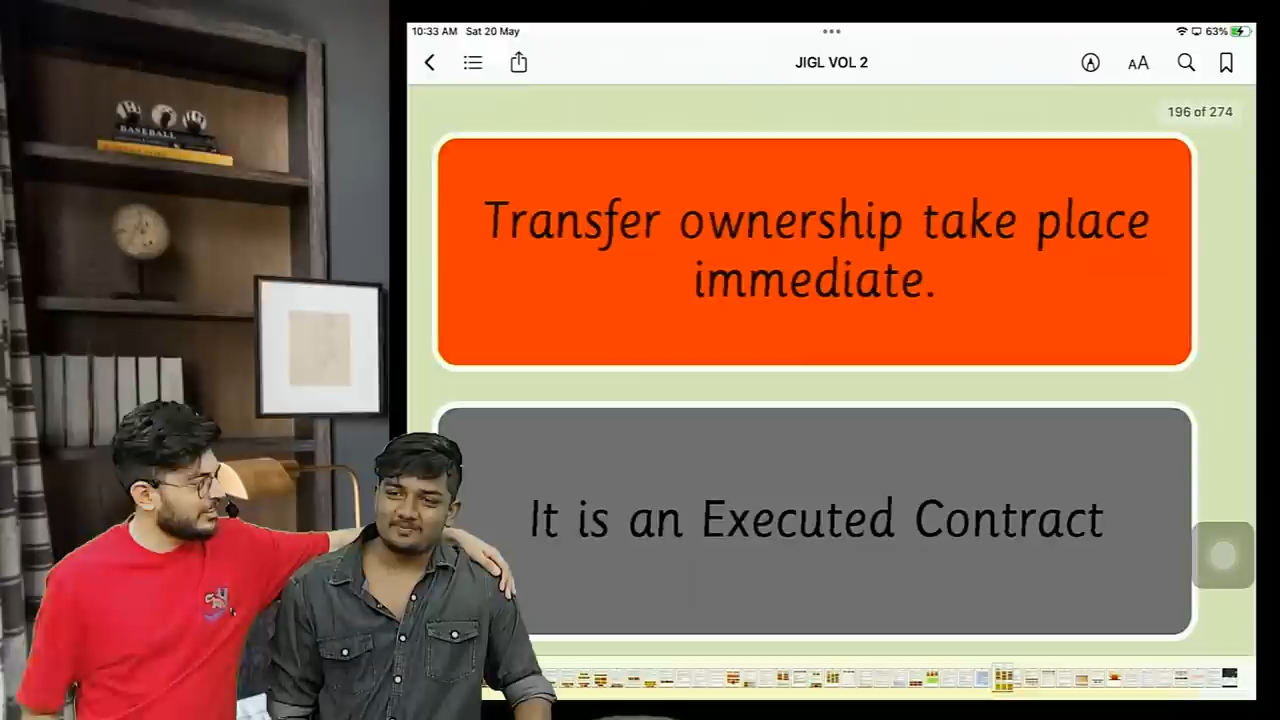 10:33 AM Sat 20 May
63%
JIGL VOL 2
AA
196 of 274
Transfer ownership take place
immediate.
It is an Executed Contract
BASEBALL